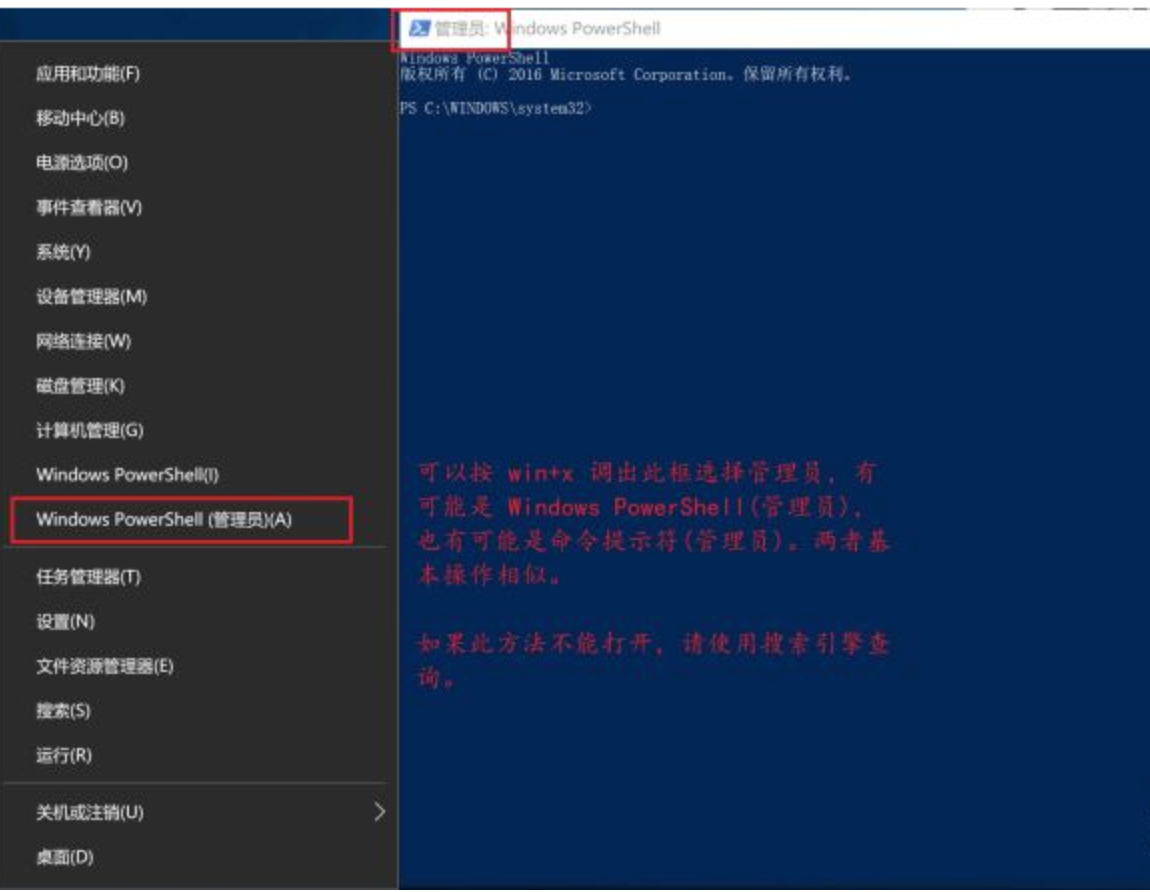 应用和功能(F)
移动中心(B)
电源选项(O)
事件查看器(V)
系统(Y)
设备管理器(M)
网络连接(W)
磁盘管理(K)
计算机管理(G)
Windows PowerShell(I)
Windows PowerShell (管理员)(A)
任务管理器(T)
设置(N)
文件资源管理器(E)
搜索(S)
运行(R)
关机或注销(U)
桌面(D)
管理员: Windows PowerShell
Windows PowerShell
版权所有 (C) 2016 Microsoft Corporation。保留所有权利。
PS C:\WINDOWS\system32>
可以按 win+x 调出此框选择管理员，有
可能是 Windows PowerShell(管理员)，
也有可能是命令提示符(管理员)。两者基
本操作相似。
如果此方法不能打开，请使用搜索引擎查
询。